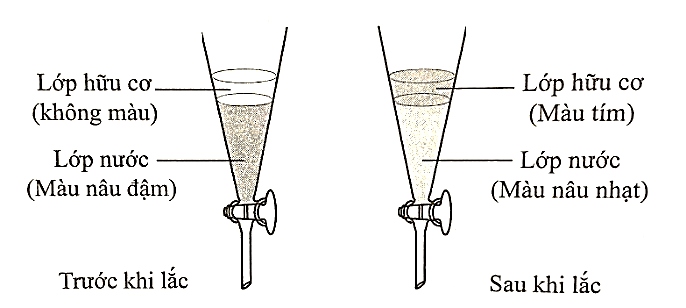 Lớp hữu cơ
(không màu)
Lớp nước
(Màu nâu đậm)
Trước khi lắc
Lớp hữu cơ
(Màu tím)
Lớp nước
(Màu nâu nhạt)
Sau khi lắc